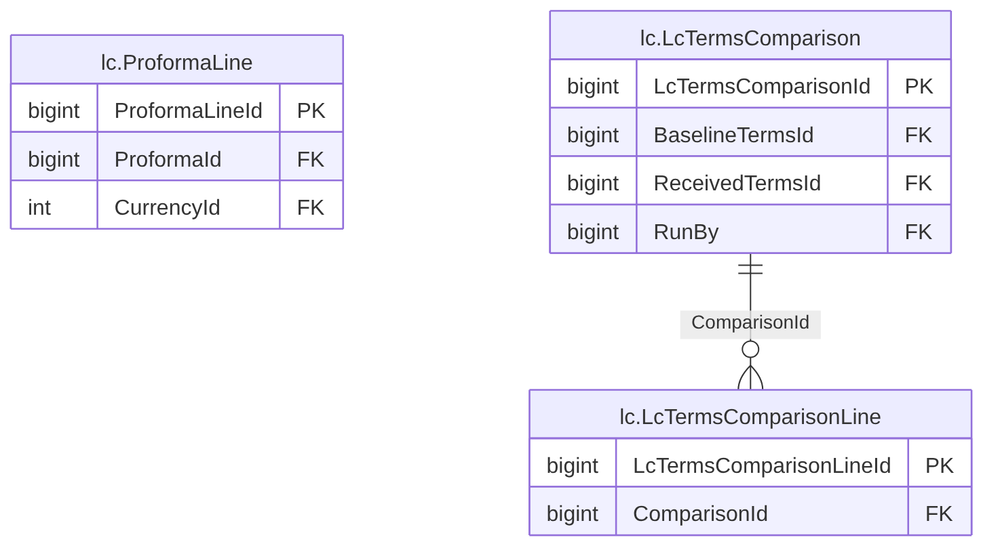 lc.ProformaLine
bigint ProformaLineId PK
bigint ProformaId FK
int CurrencyId FK
lc.LcTermsComparison
bigint LcTermsComparisonId PK
bigint BaselineTermsId FK
bigint ReceivedTermsId FK
bigint RunBy FK
ComparisonId
lc.LcTermsComparisonLine
bigint LcTermsComparisonLineId PK
bigint ComparisonId FK